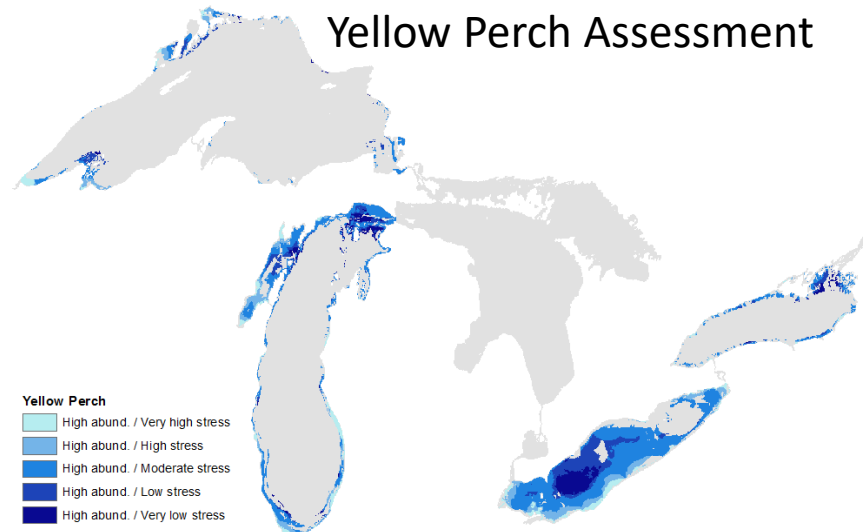 Yellow Perch Assessment
Yellow Perch
High abund. / Very high stress
High abund. / High stress
High abund. / Moderate stress
High abund. / Low stress
High abund. / Very low stress